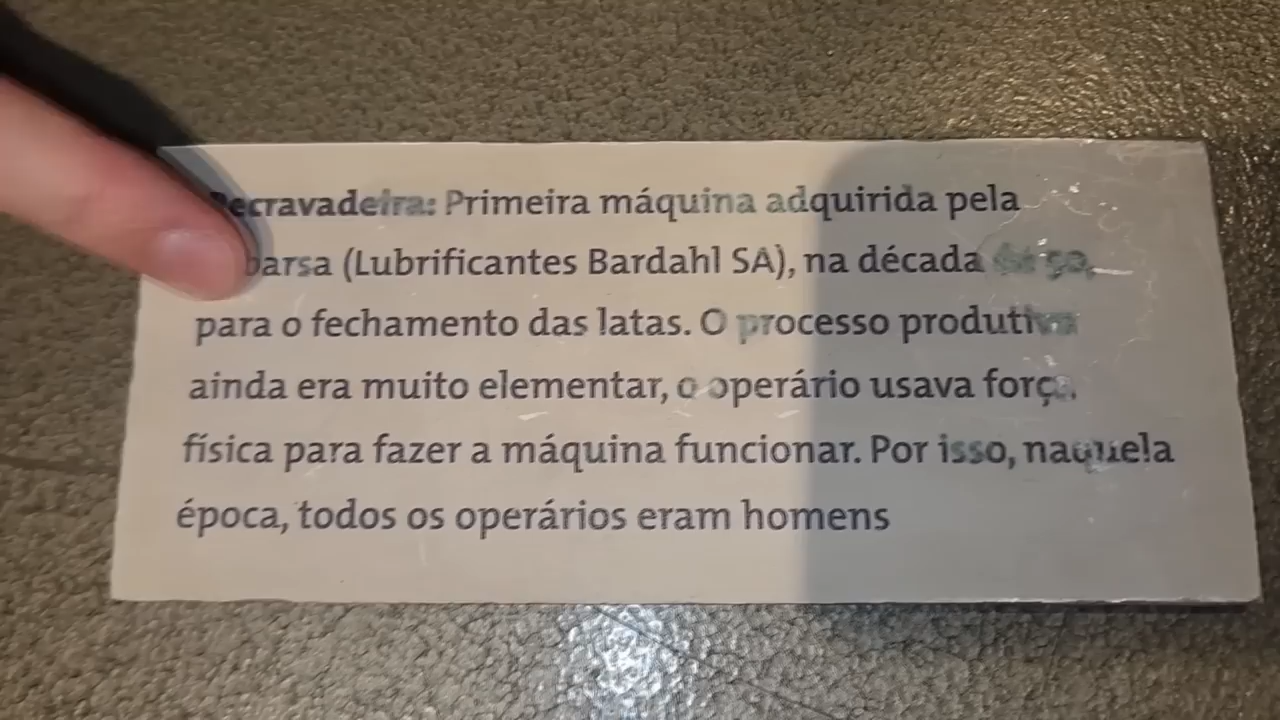 Recravadeira: Primeira máquina adquirida pela
(Lubrificantes Bardahl SA), na década
para o fechamento das latas. O processo produtivo
ainda era muito elementar, o operário usava força
física para fazer a máquina funcionar. Por isso, naquela
época, todos os operários eram homens